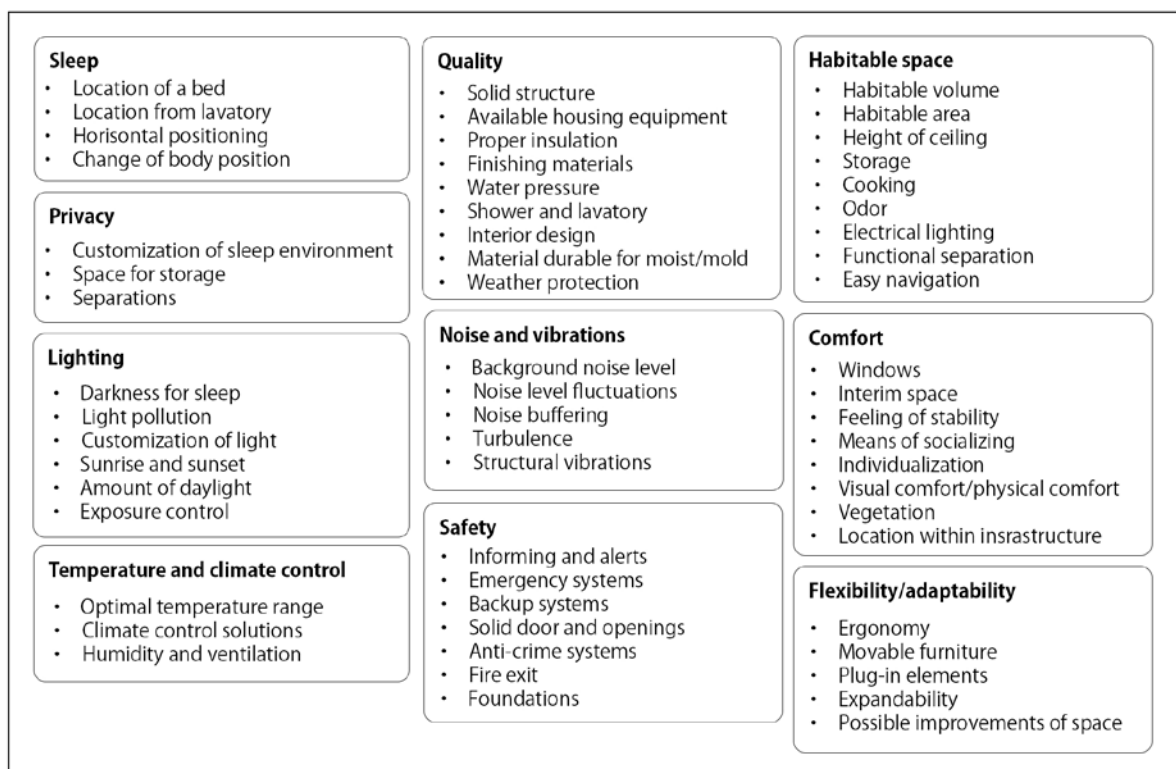 Sleep
• Location of a bed
• Location from lavatory
• Horisontal positioning
• Change of body position
Privacy
• Customization of sleep environment
• Space for storage
• Separations
Lighting
• Darkness for sleep
• Light pollution
• Customization of light
• Sunrise and sunset
• Amount of daylight
• Exposure control
Temperature and climate control
• Optimal temperature range
• Climate control solutions
• Humidity and ventilation
Quality
• Solid structure
• Available housing equipment
• Proper insulation
• Finishing materials
• Water pressure
• Shower and lavatory
• Interior design
• Material durable for moist/mold
• Weather protection
Noise and vibrations
• Background noise level
• Noise level fluctuations
• Noise buffering
• Turbulence
• Structural vibrations
Safety
• Informing and alerts
• Emergency systems
• Backup systems
• Solid door and openings
• Anti-crime systems
• Fire exit
• Foundations
Habitable space
• Habitable volume
• Habitable area
• Height of ceiling
• Storage
• Cooking
• Odor
• Electrical lighting
• Functional separation
• Easy navigation
Comfort
• Windows
• Interim space
• Feeling of stability
• Means of socializing
• Individualization
• Visual comfort/physical comfort
• Vegetation
• Location within insrastructure
Flexibility/adaptability
• Ergonomy
• Movable furniture
• Plug-in elements
• Expandability
• Possible improvements of space